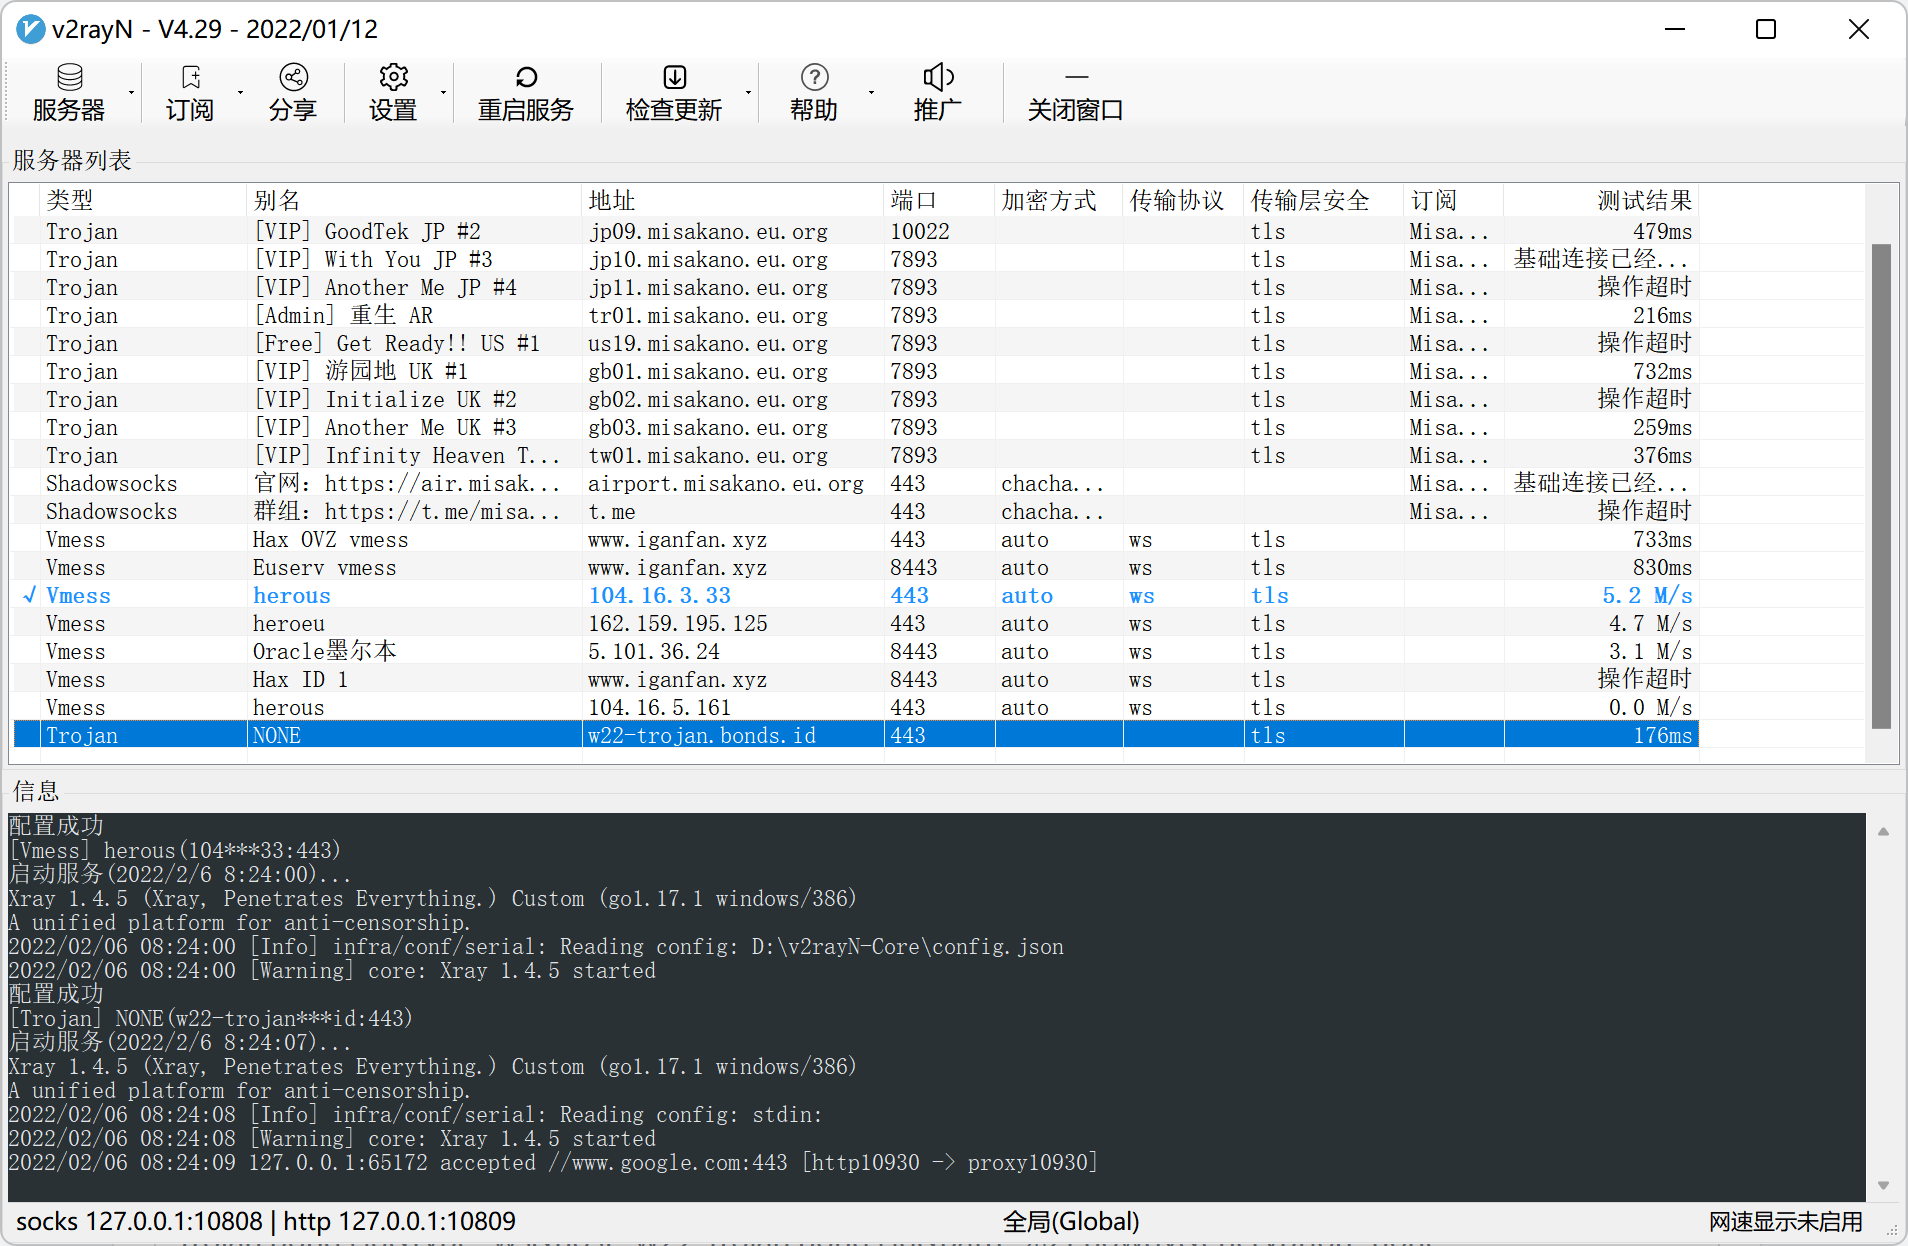 v2rayN - V4.29 - 2022/01/12
服务器 订阅 分享 设置 重启服务 检查更新 帮助 推广 关闭窗口
服务器列表
类型 别名 地址 端口 加密方式 传输协议 传输层安全 订阅 测试结果
Trojan [VIP] GoodTek JP #2 jp09.misakano.eu.org 10022 tls Misa... 479ms
Trojan [VIP] With You JP #3 jp10.misakano.eu.org 7893 tls Misa... 基础连接已经...
Trojan [VIP] Another Me JP #4 jp11.misakano.eu.org 7893 tls Misa... 操作超时
Trojan [Admin] 重生 AR tr01.misakano.eu.org 7893 tls Misa... 216ms
Trojan [Free] Get Ready!! US #1 us19.misakano.eu.org 7893 tls Misa... 操作超时
Trojan [VIP] 游园地 UK #1 gb01.misakano.eu.org 7893 tls Misa... 732ms
Trojan [VIP] Initialize UK #2 gb02.misakano.eu.org 7893 tls Misa... 操作超时
Trojan [VIP] Another Me UK #3 gb03.misakano.eu.org 7893 tls Misa... 259ms
Trojan [VIP] Infinity Heaven T... tw01.misakano.eu.org 7893 tls Misa... 376ms
Shadowsocks 官网: https://air.misak... airport.misakano.eu.org 443 chacha... Misa... 基础连接已经...
Shadowsocks 群组: https://t.me/misa... t.me 443 chacha... Misa... 操作超时
Vmess Hax OVZ vmess www.iganfan.xyz 443 auto ws tls 733ms
Vmess Euserv vmess www.iganfan.xyz 8443 auto ws tls 830ms
√ Vmess herous 104.16.3.33 443 auto ws tls 5.2 M/s
Vmess heroeu 162.159.195.125 443 auto ws tls 4.7 M/s
Vmess Oracle墨尔本 5.101.36.24 8443 auto ws tls 3.1 M/s
Vmess Hax ID 1 www.iganfan.xyz 8443 auto ws tls 操作超时
Vmess herous 104.16.5.161 443 auto ws tls 0.0 M/s
Trojan NONE w22-trojan.bonds.id 443 tls 176ms
信息
配置成功
[Vmess] herous(104***33:443)
启动服务(2022/2/6 8:24:00)...
Xray 1.4.5 (Xray, Penetrates Everything.) Custom (go1.17.1 windows/386)
A unified platform for anti-censorship.
2022/02/06 08:24:00 [Info] infra/conf/serial: Reading config: D:\v2rayN-Core\config.json
2022/02/06 08:24:00 [Warning] core: Xray 1.4.5 started
配置成功
[Trojan] NONE(w22-trojan***id:443)
启动服务(2022/2/6 8:24:07)...
Xray 1.4.5 (Xray, Penetrates Everything.) Custom (go1.17.1 windows/386)
A unified platform for anti-censorship.
2022/02/06 08:24:08 [Info] infra/conf/serial: Reading config: stdin:
2022/02/06 08:24:08 [Warning] core: Xray 1.4.5 started
2022/02/06 08:24:09 127.0.0.1:65172 accepted //www.google.com:443 [http10930 -> proxy10930]
socks 127.0.0.1:10808 | http 127.0.0.1:10809 全局(Global) 网速显示未启用